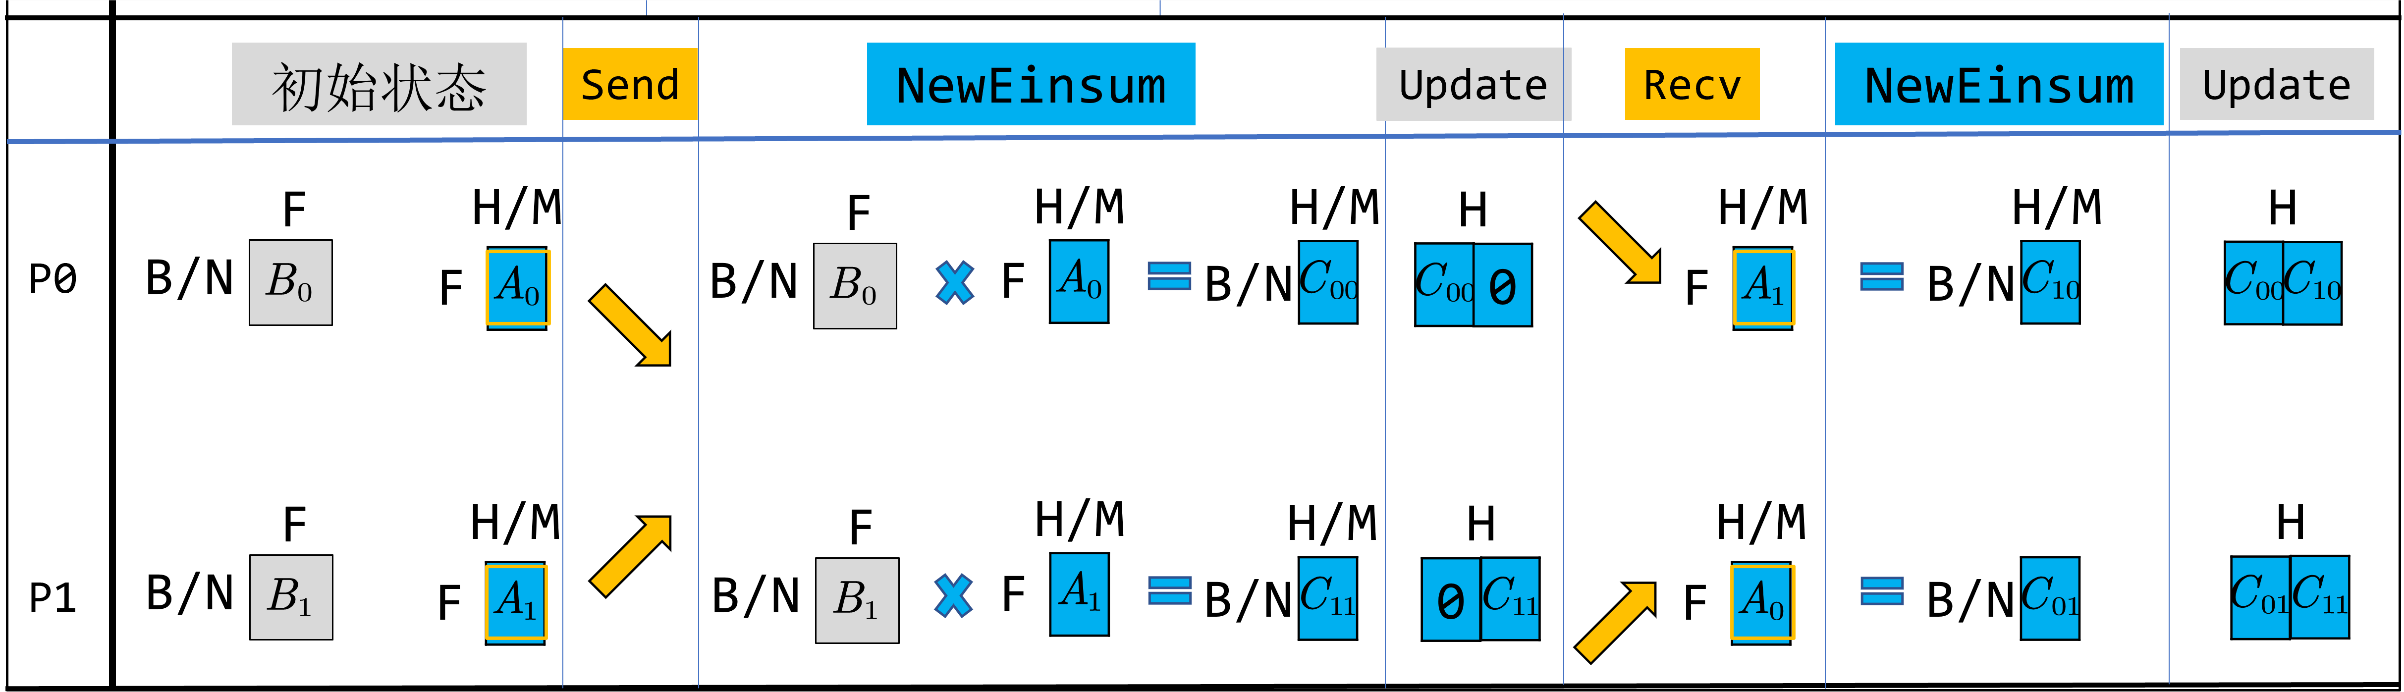 初始状态 Send NewEinsum Update Recv NewEinsum Update
F H/M F H/M H/M H H/M H/M H
P0 B/N B₀ F A₀ B/N B₀ F A₀ = B/N C₀₀ C₀₀ 0 F A₁ = B/N C₁₀ C₀₀ C₁₀
F H/M F H/M H/M H H/M H/M H
P1 B/N B₁ F A₁ B/N B₁ × F A₁ = B/N C₁₁ 0 C₁₁ F A₀ = B/N C₀₁ C₀₁ C₁₁